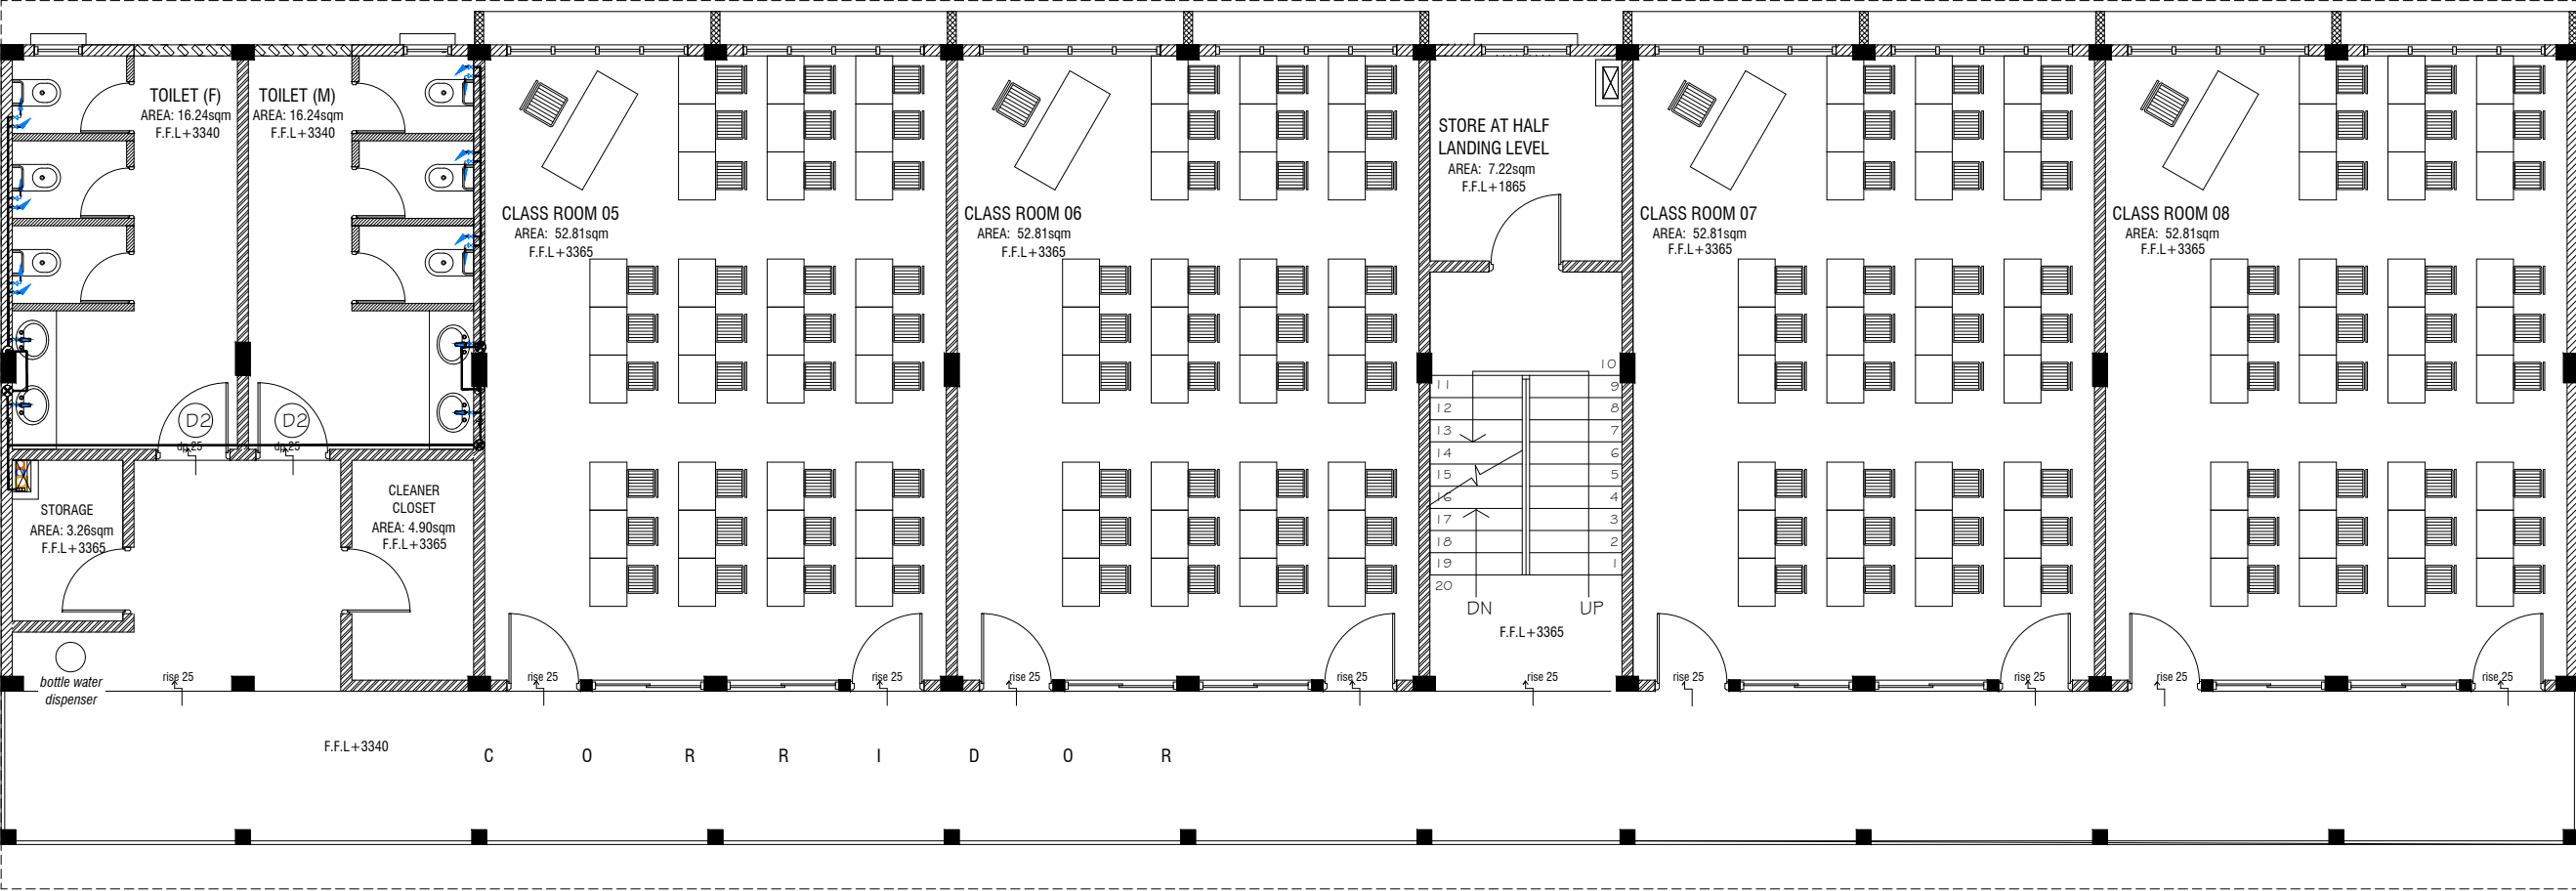 TOILET (F)
AREA: 16.24sqm
F.F.L+3340
TOILET (M)
AREA: 16.24sqm
F.F.L+3340
CLASS ROOM 05
AREA: 52.81sqm
F.F.L+3365
CLASS ROOM 06
AREA: 52.81sqm
F.F.L+3365
STORE AT HALF
LANDING LEVEL
AREA: 7.22sqm
F.F.L+1865
CLASS ROOM 07
AREA: 52.81sqm
F.F.L+3365
CLASS ROOM 08
AREA: 52.81sqm
F.F.L+3365
D2
D2
dp 25
dp 25
10
11
9
12
8
13
7
14
6
15
5
16
4
17
3
18
2
19
1
20
DN
UP
F.F.L+3365
STORAGE
AREA: 3.26sqm
F.F.L+3365
CLEANER
CLOSET
AREA: 4.90sqm
F.F.L+3365
bottle water
dispenser
rise 25
rise 25
rise 25
rise 25
rise 25
rise 25
rise 25
rise 25
rise 25
rise 25
F.F.L+3340
C O R R I D O R